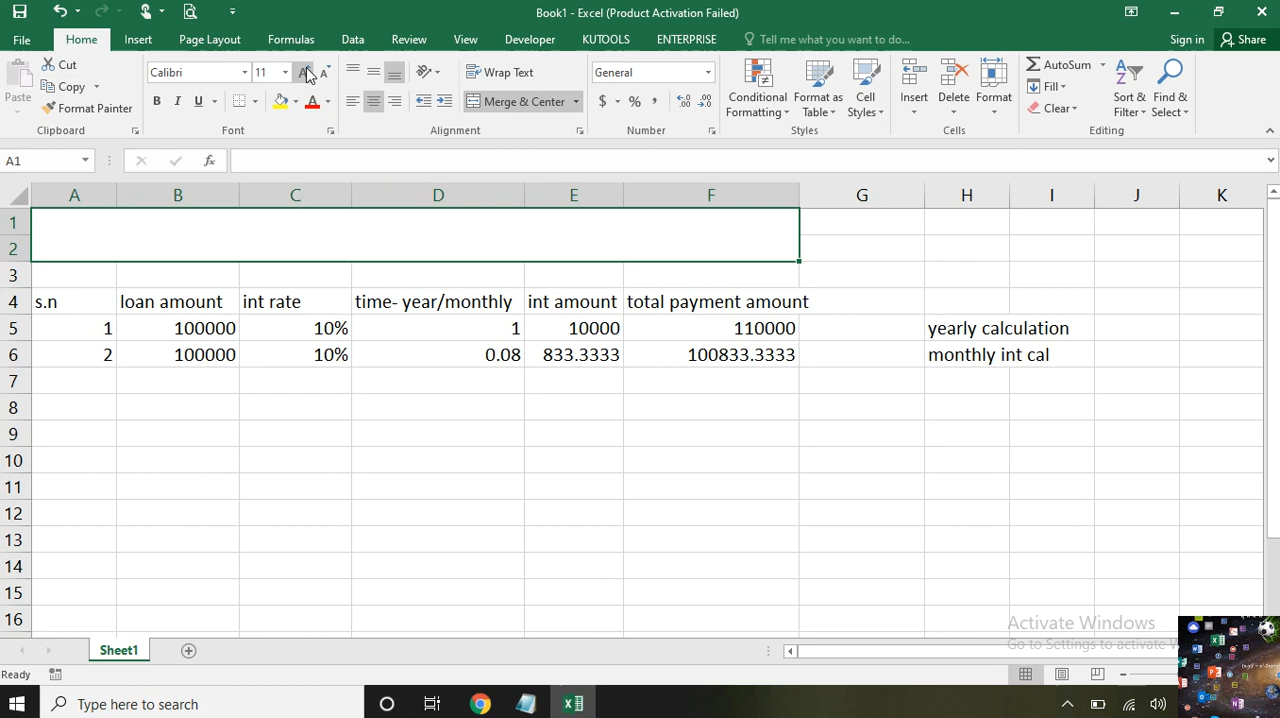 Book1 - Excel (Product Activation Failed)
File Home Insert Page Layout Formulas Data Review View Developer KUTOOLS ENTERPRISE Tell me what you want to do... Sign in Share
Paste Cut Copy Format Painter
Clipboard
Calibri 11
B I U A
Font
Wrap Text
Merge & Center
Alignment
General
$ % ,
Number
Conditional Formatting
Format as Table
Cell Styles
Styles
Insert Delete Format
Cells
AutoSum
Fill
Clear
Sort & Filter
Find & Select
Editing
A1 fx
A B C D E F G H I J K
1
2
3
4 s.n loan amount int rate time- year/monthly int amount total payment amount
5 1 100000 10% 1 10000 110000 yearly calculation
6 2 100000 10% 0.08 833.3333 100833.3333 monthly int cal
7
8
9
10
11
12
13
14
15
16
Activate Windows
Go to Settings to activate W
Sheet1
Ready
Type here to search